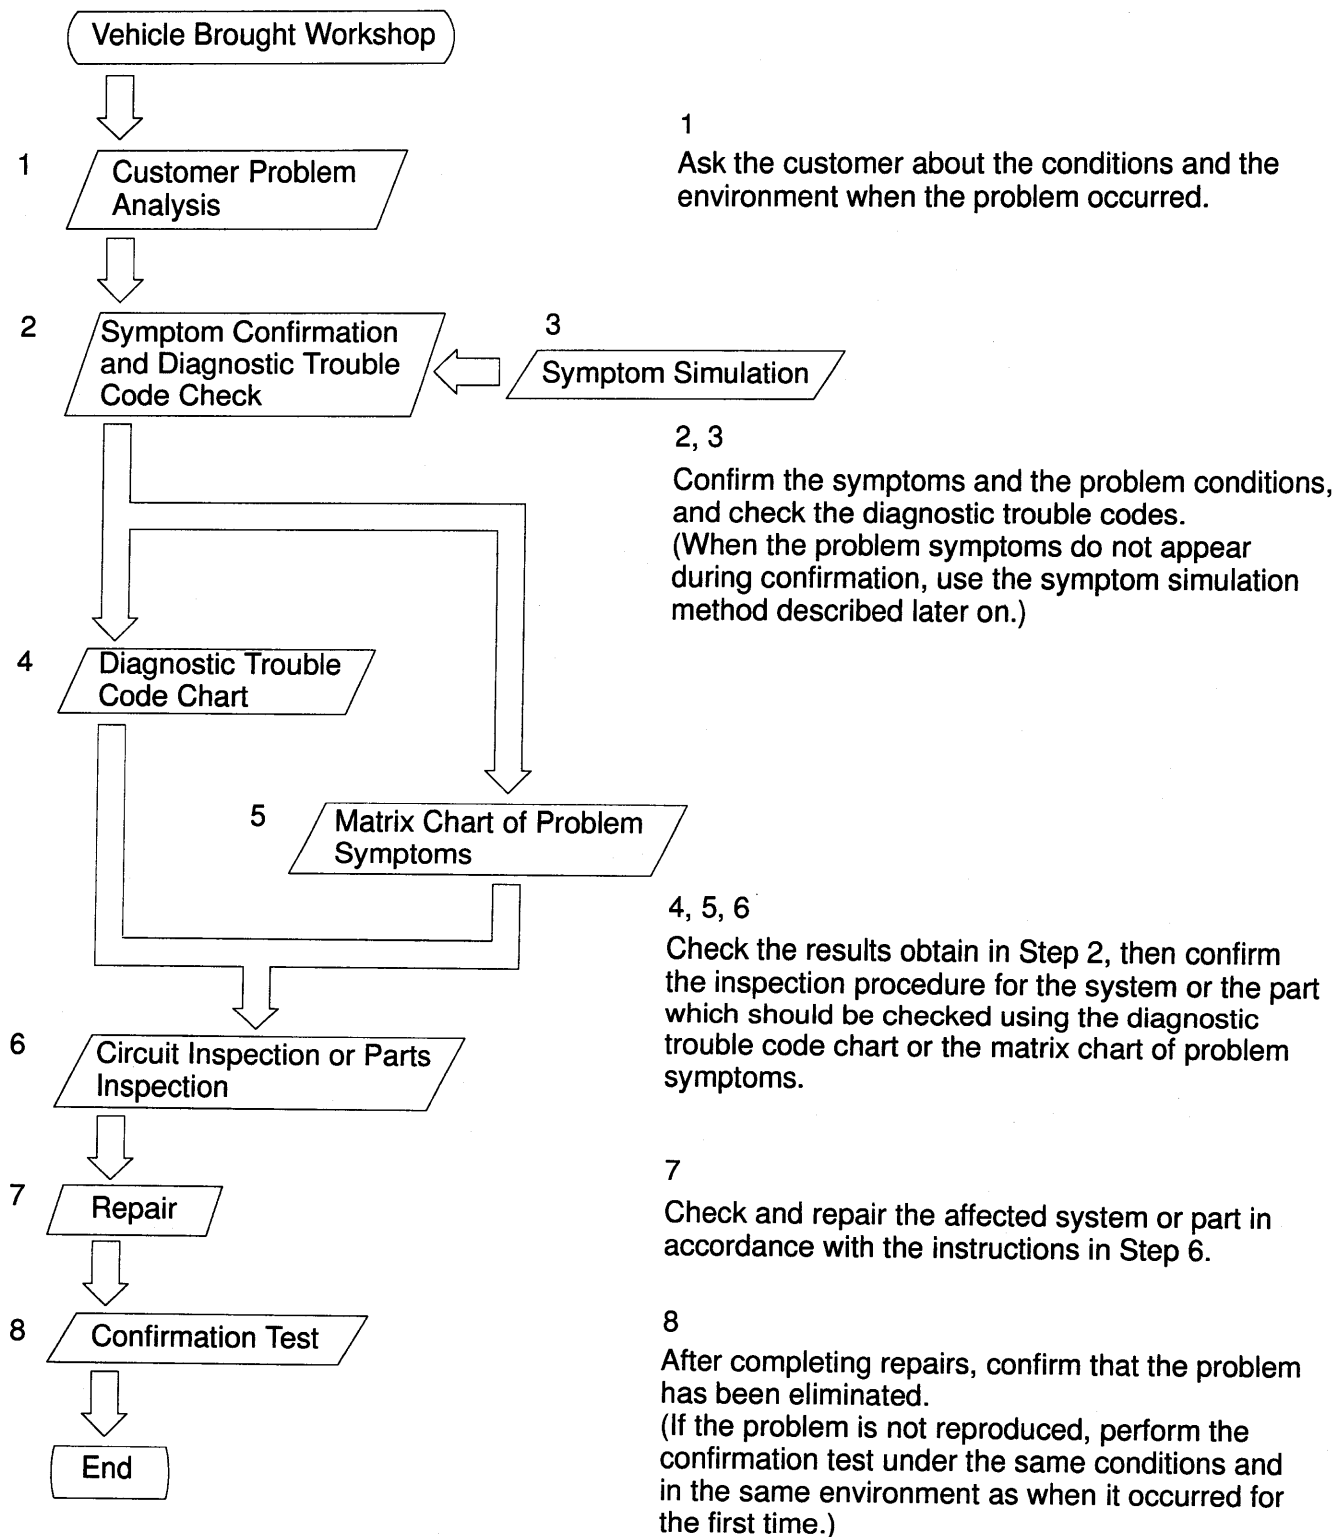 Vehicle Brought Workshop
1
Customer Problem
Analysis
1
Ask the customer about the conditions and the
environment when the problem occurred.
2
Symptom Confirmation
and Diagnostic Trouble
Code Check
3
Symptom Simulation
2, 3
Confirm the symptoms and the problem conditions,
and check the diagnostic trouble codes.
(When the problem symptoms do not appear
during confirmation, use the symptom simulation
method described later on.)
4
Diagnostic Trouble
Code Chart
5
Matrix Chart of Problem
Symptoms
4, 5, 6
Check the results obtain in Step 2, then confirm
the inspection procedure for the system or the part
which should be checked using the diagnostic
trouble code chart or the matrix chart of problem
symptoms.
6
Circuit Inspection or Parts
Inspection
7
Repair
7
Check and repair the affected system or part in
accordance with the instructions in Step 6.
8
Confirmation Test
8
After completing repairs, confirm that the problem
has been eliminated.
(If the problem is not reproduced, perform the
confirmation test under the same conditions and
in the same environment as when it occurred for
the first time.)
End